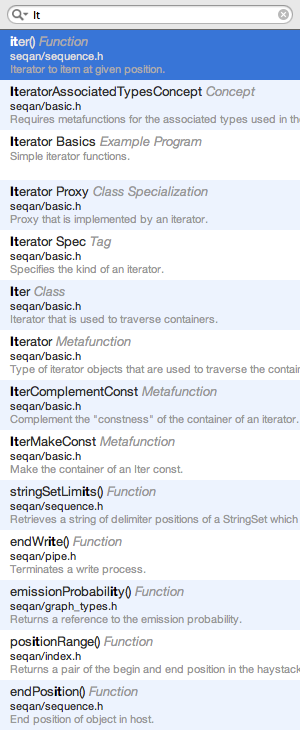 It
iter() Function
seqan/sequence.h
Iterator to item at given position.
IteratorAssociatedTypesConcept Concept
seqan/basic.h
Requires metafunctions for the associated types used in the
Iterator Basics Example Program
Simple iterator functions.
Iterator Proxy Class Specialization
seqan/basic.h
Proxy that is implemented by an iterator.
Iterator Spec Tag
seqan/basic.h
Specifies the kind of an iterator.
Iter Class
seqan/basic.h
Iterator that is used to traverse containers.
Iterator Metafunction
seqan/basic.h
Type of iterator objects that are used to traverse the contain
IterComplementConst Metafunction
seqan/basic.h
Complement the "constness" of the container of an iterator.
IterMakeConst Metafunction
seqan/basic.h
Make the container of an Iter const.
stringSetLimits() Function
seqan/sequence.h
Retrieves a string of delimiter positions of a StringSet which
endWrite() Function
seqan/pipe.h
Terminates a write process.
emissionProbability() Function
seqan/graph_types.h
Returns a reference to the emission probability.
positionRange() Function
seqan/index.h
Returns a pair of the begin and end position in the haystack
endPosition() Function
seqan/sequence.h
End position of object in host.